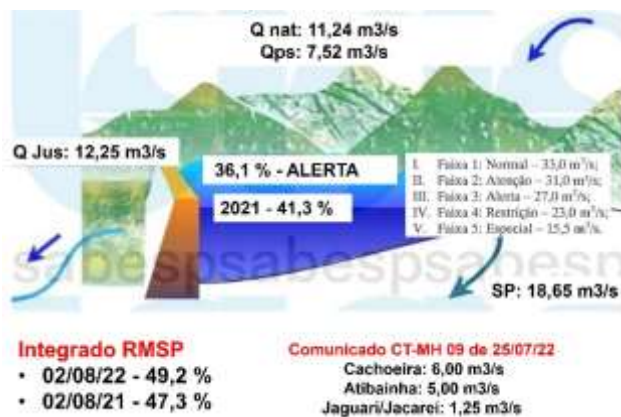 Q nat: 11,24 m3/s
Qps: 7,52 m3/s
Q Jus: 12,25 m3/s
36,1 % - ALERTA
2021 - 41,3 %
I. Faixa 1: Normal – 33,0 m³/s;
II. Faixa 2: Atenção – 31,0 m³/s;
III. Faixa 3: Alerta – 27,0 m³/s;
IV. Faixa 4: Restrição – 23,0 m³/s;
V. Faixa 5: Especial – 15,5 m³/s.
sabespsabespsabesp
SP: 18,65 m3/s
Integrado RMSP
• 02/08/22 - 49,2 %
• 02/08/21 - 47,3 %
Comunicado CT-MH 09 de 25/07/22
Cachoeira: 6,00 m3/s
Atibainha: 5,00 m3/s
Jaguari/Jacareí: 1,25 m3/s